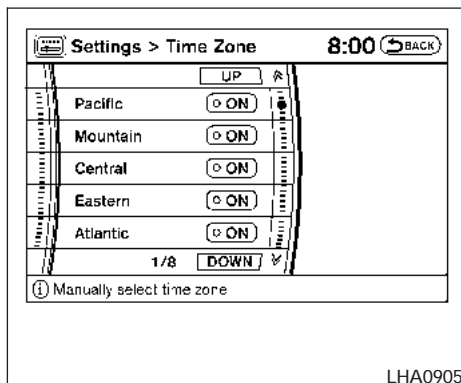 Settings > Time Zone 8:00 BACK
UP
Pacific ON
Mountain ON
Central ON
Eastern ON
Atlantic ON
1/8 DOWN
i Manually select time zone
LHA0905